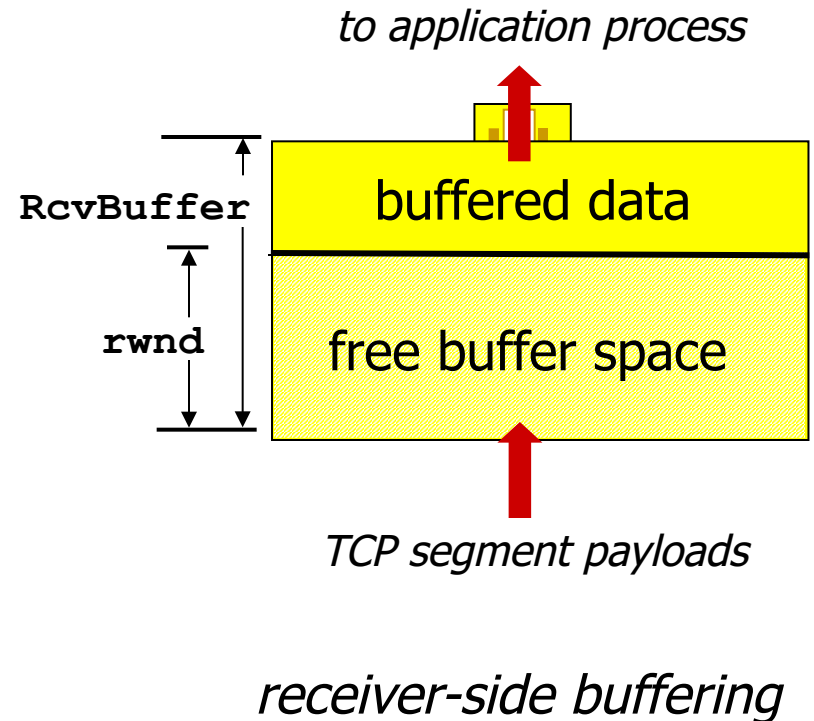 to application process
RcvBuffer
buffered data
rwnd
free buffer space
TCP segment payloads
receiver-side buffering